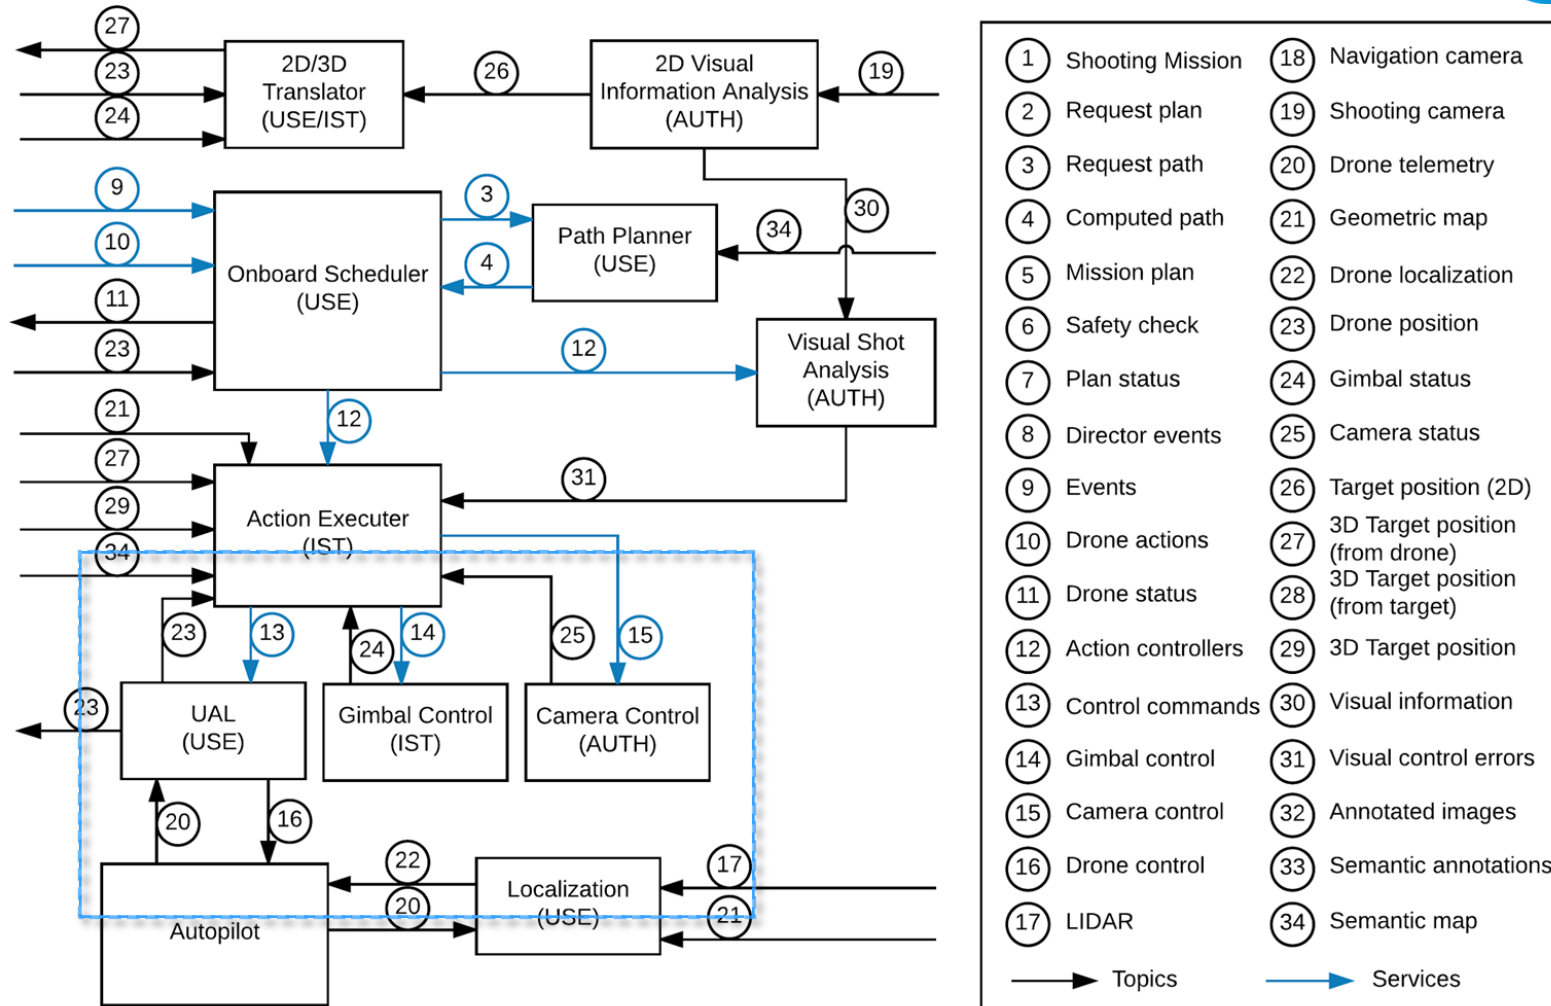 27
23
24
2D/3D
Translator
(USE/IST)
26
2D Visual
Information Analysis
(AUTH)
19
9
10
11
23
Onboard Scheduler
(USE)
3
4
Path Planner
(USE)
34
30
12
Visual Shot
Analysis
(AUTH)
12
21
27
29
34
Action Executer
(IST)
31
23
13
24
14
25
15
23
UAL
(USE)
Gimbal Control
(IST)
Camera Control
(AUTH)
20
16
Autopilot
22
20
Localization
(USE)
17
21
1 Shooting Mission
2 Request plan
3 Request path
4 Computed path
5 Mission plan
6 Safety check
7 Plan status
8 Director events
9 Events
10 Drone actions
11 Drone status
12 Action controllers
13 Control commands
14 Gimbal control
15 Camera control
16 Drone control
17 LIDAR
18 Navigation camera
19 Shooting camera
20 Drone telemetry
21 Geometric map
22 Drone localization
23 Drone position
24 Gimbal status
25 Camera status
26 Target position (2D)
27 3D Target position
(from drone)
28 3D Target position
(from target)
29 3D Target position
30 Visual information
31 Visual control errors
32 Annotated images
33 Semantic annotations
34 Semantic map
Topics
Services